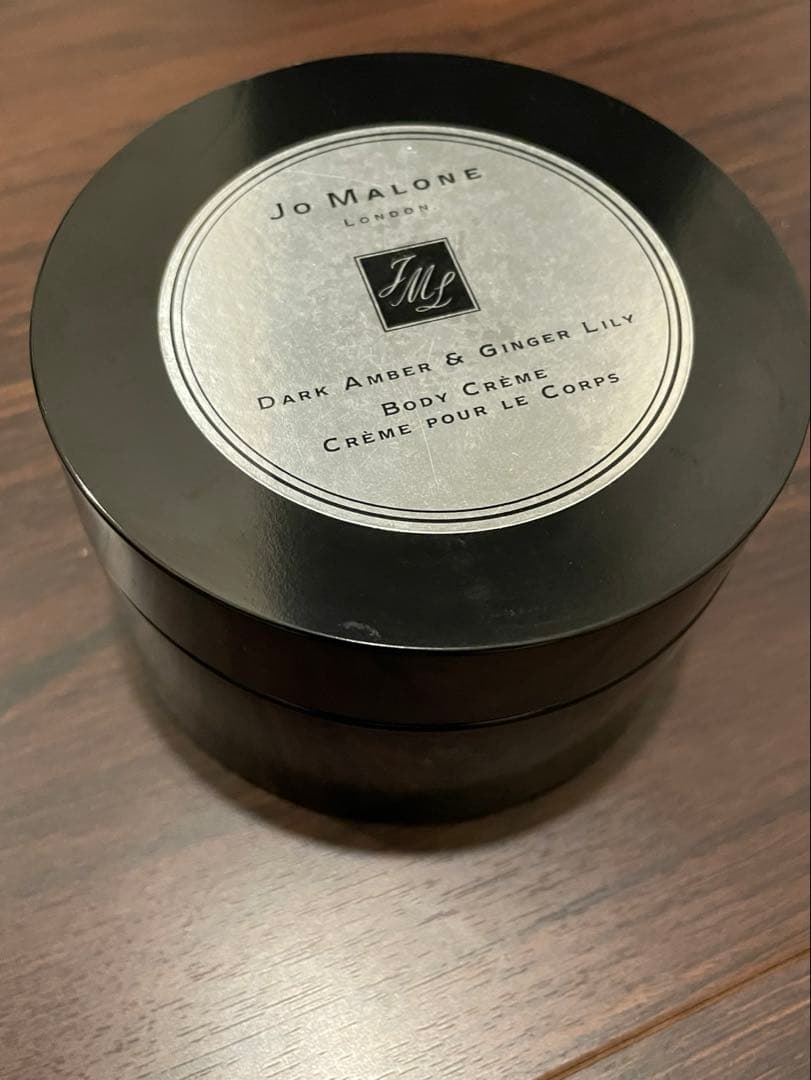 Jo Malone
London
JML
Dark Amber & Ginger Lily
Body Crème
Crème pour le Corps